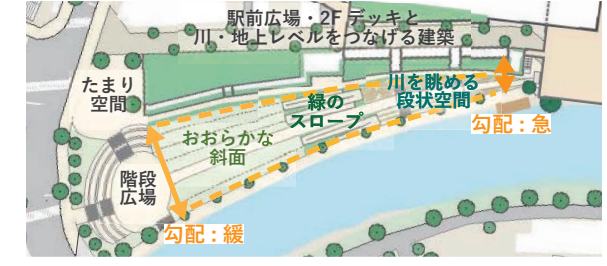 駅前広場・2F デッキと
川・地上レベルをつなげる建築
たまり
空間
川を眺める
段状空間
緑の
スロープ
おおらかな
斜面
勾配：急
階段
広場
勾配：緩